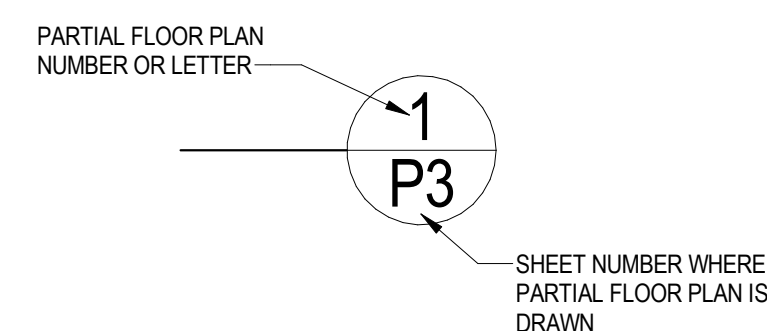 PARTIAL FLOOR PLAN
NUMBER OR LETTER
1
P3
SHEET NUMBER WHERE
PARTIAL FLOOR PLAN IS
DRAWN